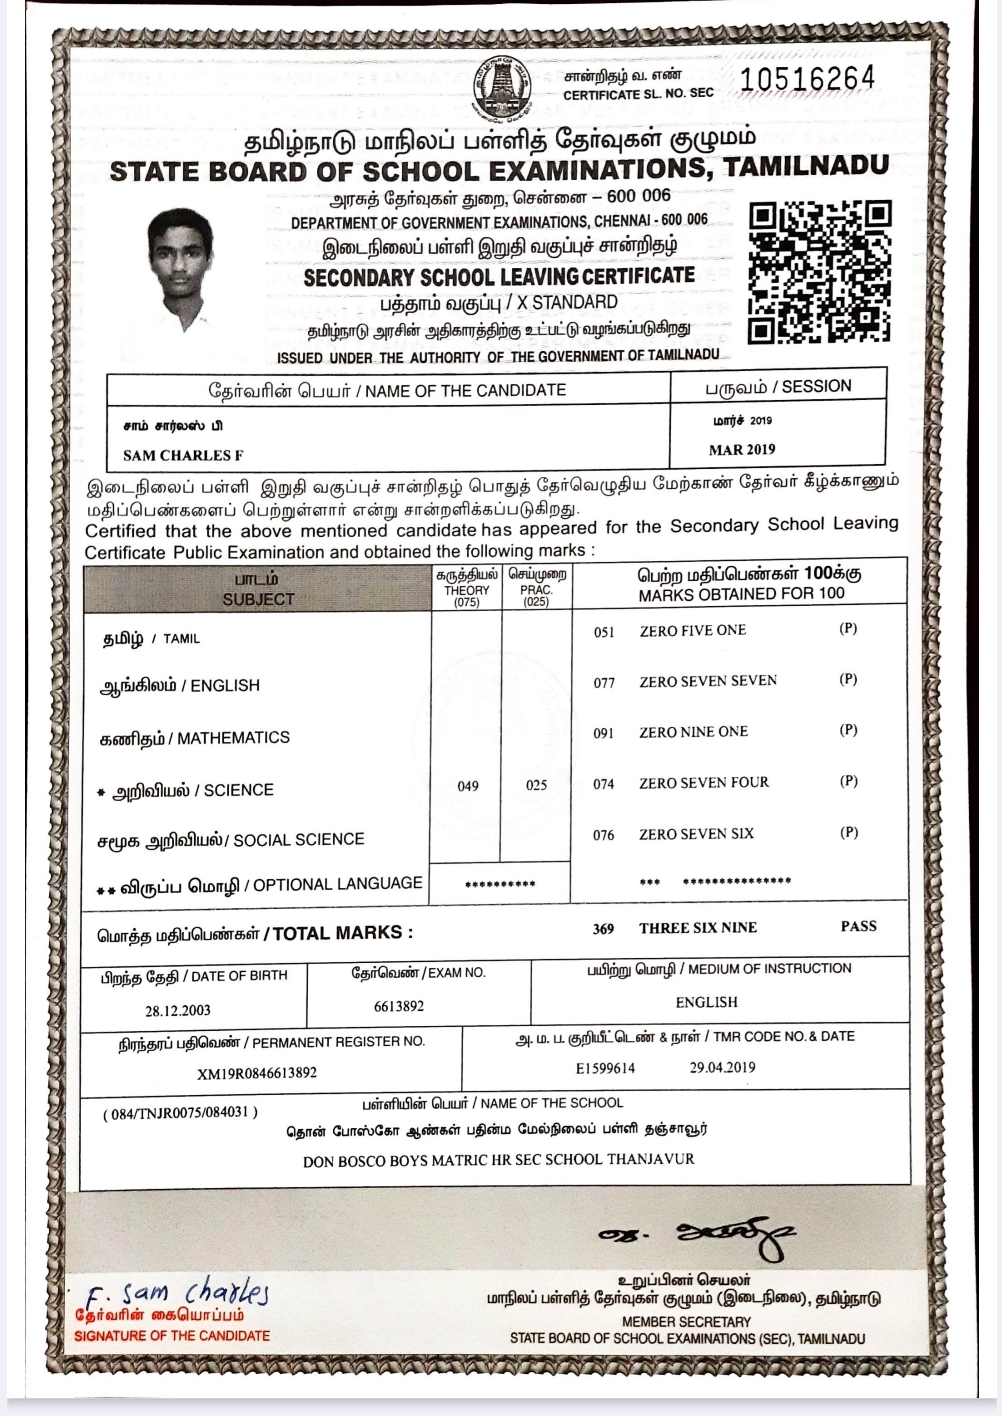 சான்றிதழ் வ. எண்
CERTIFICATE SL. NO. SEC 10516264
தமிழ்நாடு மாநிலப் பள்ளித் தேர்வுகள் குழுமம்
STATE BOARD OF SCHOOL EXAMINATIONS, TAMILNADU
அரசுத் தேர்வுகள் துறை, சென்னை – 600 006
DEPARTMENT OF GOVERNMENT EXAMINATIONS, CHENNAI - 600 006
இடைநிலைப் பள்ளி இறுதி வகுப்புச் சான்றிதழ்
SECONDARY SCHOOL LEAVING CERTIFICATE
பத்தாம் வகுப்பு / X STANDARD
தமிழ்நாடு அரசின் அதிகாரத்திற்கு உட்பட்டு வழங்கப்படுகிறது
ISSUED UNDER THE AUTHORITY OF THE GOVERNMENT OF TAMILNADU
தேர்வரின் பெயர் / NAME OF THE CANDIDATE பருவம் / SESSION
சாம் சார்லஸ் பி மார்ச் 2019
SAM CHARLES F MAR 2019
இடைநிலைப் பள்ளி இறுதி வகுப்புச் சான்றிதழ் பொதுத் தேர்வெழுதிய மேற்காண் தேர்வர் கீழ்க்காணும்
மதிப்பெண்களைப் பெற்றுள்ளார் என்று சான்றளிக்கப்படுகிறது.
Certified that the above mentioned candidate has appeared for the Secondary School Leaving
Certificate Public Examination and obtained the following marks :
பாடம் கருத்தியல் செய்முறை பெற்ற மதிப்பெண்கள் 100க்கு
SUBJECT THEORY PRAC. MARKS OBTAINED FOR 100
(075) (025)
தமிழ் / TAMIL 051 ZERO FIVE ONE (P)
ஆங்கிலம் / ENGLISH 077 ZERO SEVEN SEVEN (P)
கணிதம் / MATHEMATICS 091 ZERO NINE ONE (P)
* அறிவியல் / SCIENCE 049 025 074 ZERO SEVEN FOUR (P)
சமூக அறிவியல்/ SOCIAL SCIENCE 076 ZERO SEVEN SIX (P)
** விருப்ப மொழி / OPTIONAL LANGUAGE ********** *** ***************
மொத்த மதிப்பெண்கள் / TOTAL MARKS : 369 THREE SIX NINE PASS
பிறந்த தேதி / DATE OF BIRTH தேர்வெண் / EXAM NO. பயிற்று மொழி / MEDIUM OF INSTRUCTION
28.12.2003 6613892 ENGLISH
நிரந்தரப் பதிவெண் / PERMANENT REGISTER NO. அ. ம. ப. குறியீட்டெண் & நாள் / TMR CODE NO. & DATE
XM19R0846613892 E1599614 29.04.2019
( 084/TNJR0075/084031 ) பள்ளியின் பெயர் / NAME OF THE SCHOOL
தொன் போஸ்கோ ஆண்கள் பதின்ம மேல்நிலைப் பள்ளி தஞ்சாவூர்
DON BOSCO BOYS MATRIC HR SEC SCHOOL THANJAVUR
F. Sam Charles
தேர்வரின் கையொப்பம்
SIGNATURE OF THE CANDIDATE
உறுப்பினர் செயலர்
மாநிலப் பள்ளித் தேர்வுகள் குழுமம் (இடைநிலை), தமிழ்நாடு
MEMBER SECRETARY
STATE BOARD OF SCHOOL EXAMINATIONS (SEC), TAMILNADU